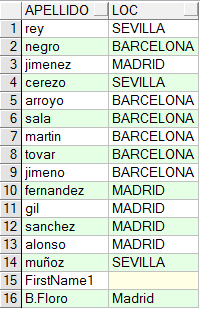 APELLIDO LOC
1 rey SEVILLA
2 negro BARCELONA
3 jimenez MADRID
4 cerezo SEVILLA
5 arroyo BARCELONA
6 sala BARCELONA
7 martin BARCELONA
8 tovar BARCELONA
9 jimeno BARCELONA
10 fernandez MADRID
11 gil MADRID
12 sanchez MADRID
13 alonso MADRID
14 muñoz SEVILLA
15 FirstName1
16 B.Floro Madrid